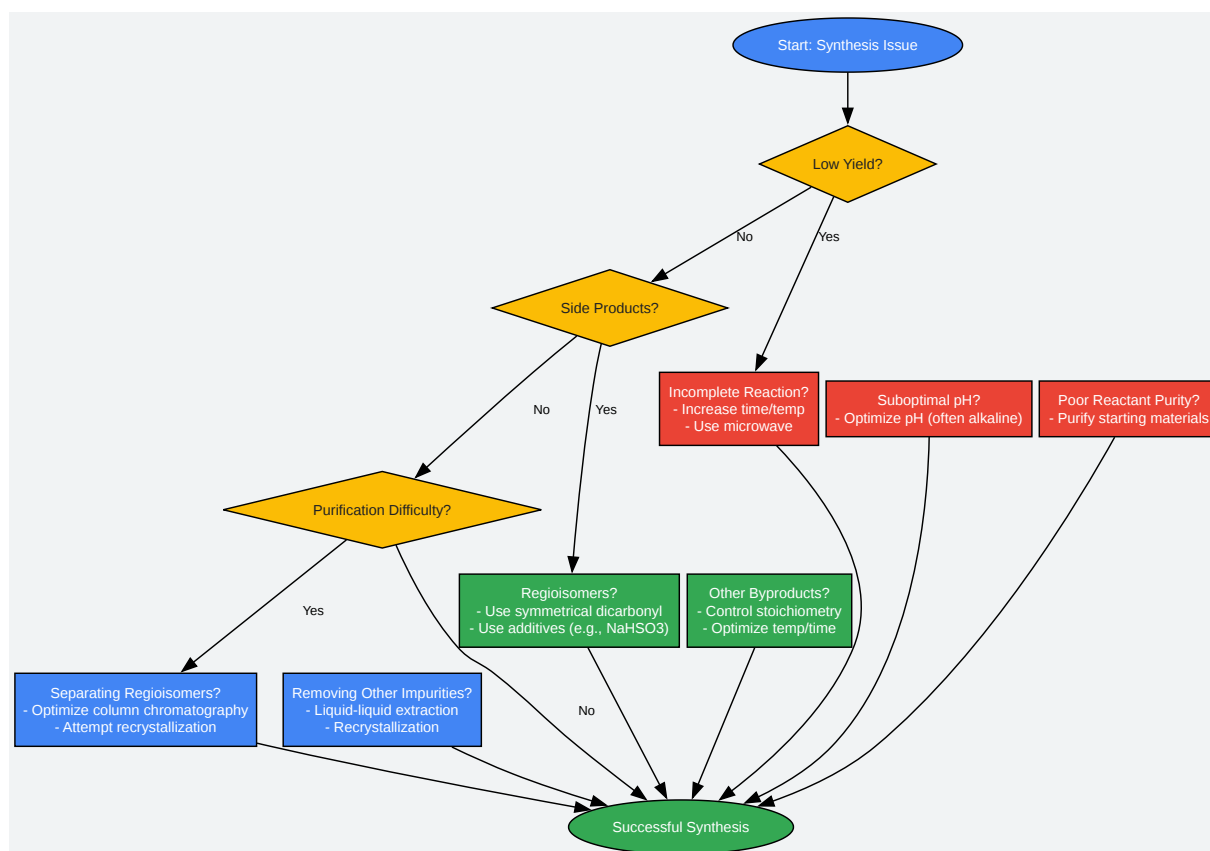 Start: Synthesis Issue
Low Yield?
No
Yes
Side Products?
Incomplete Reaction?
- Increase time/temp
- Use microwave
Suboptimal pH?
- Optimize pH (often alkaline)
Poor Reactant Purity?
- Purify starting materials
No
Yes
Purification Difficulty?
Regioisomers?
- Use symmetrical dicarbonyl
- Use additives (e.g., NaHSO3)
Other Byproducts?
- Control stoichiometry
- Optimize temp/time
Yes
Separating Regioisomers?
- Optimize column chromatography
- Attempt recrystallization
Removing Other Impurities?
- Liquid-liquid extraction
- Recrystallization
No
Successful Synthesis